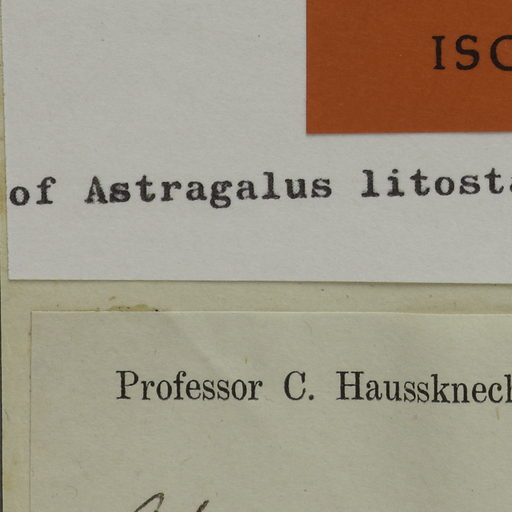 ISC
of Astragalus litosta
Professor C. Haussknech